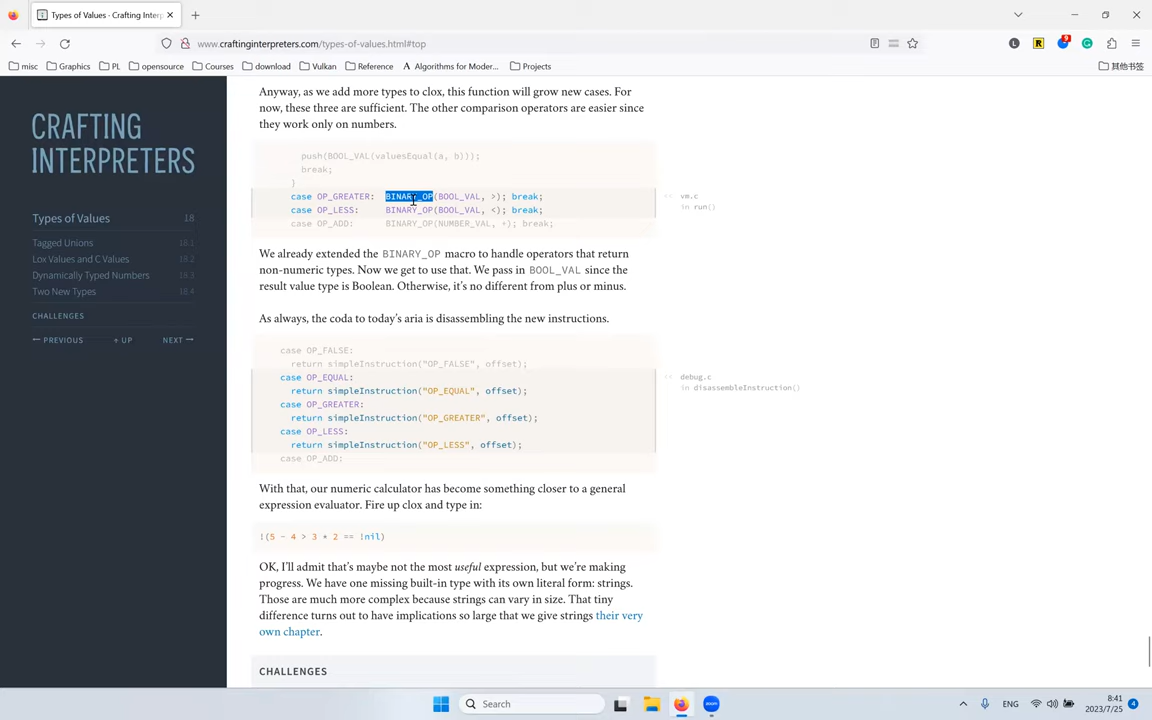 Types of Values - Crafting Interp
www.craftinginterpreters.com/types-of-values.html#top
misc
Graphics
PL
opensource
Courses
download
Vulkan
Reference
Algorithms for Moder...
Projects
其他书签
CRAFTING
INTERPRETERS
Types of Values 18
Tagged Unions 18.1
Lox Values and C Values 18.2
Dynamically Typed Numbers 18.3
Two New Types 18.4
CHALLENGES
← PREVIOUS ↑ UP NEXT →
Anyway, as we add more types to clox, this function will grow new cases. For
now, these three are sufficient. The other comparison operators are easier since
they work only on numbers.
push(BOOL_VAL(valuesEqual(a, b)));
break;
}
case OP_GREATER: BINARY_OP(BOOL_VAL, >); break;
case OP_LESS: BINARY_OP(BOOL_VAL, <); break;
case OP_ADD: BINARY_OP(NUMBER_VAL, +); break;
vm.c
in run()
We already extended the BINARY_OP macro to handle operators that return
non-numeric types. Now we get to use that. We pass in BOOL_VAL since the
result value type is Boolean. Otherwise, it's no different from plus or minus.
As always, the coda to today's aria is disassembling the new instructions.
case OP_FALSE:
return simpleInstruction("OP_FALSE", offset);
case OP_EQUAL:
return simpleInstruction("OP_EQUAL", offset);
case OP_GREATER:
return simpleInstruction("OP_GREATER", offset);
case OP_LESS:
return simpleInstruction("OP_LESS", offset);
case OP_ADD:
debug.c
in disassembleInstruction()
With that, our numeric calculator has become something closer to a general
expression evaluator. Fire up clox and type in:
!(5 - 4 > 3 * 2 == !nil)
OK, I'll admit that's maybe not the most useful expression, but we're making
progress. We have one missing built-in type with its own literal form: strings.
Those are much more complex because strings can vary in size. That tiny
difference turns out to have implications so large that we give strings their very
own chapter.
CHALLENGES
Search
ENG
8:41
2023/7/25
4
L
R
9
G